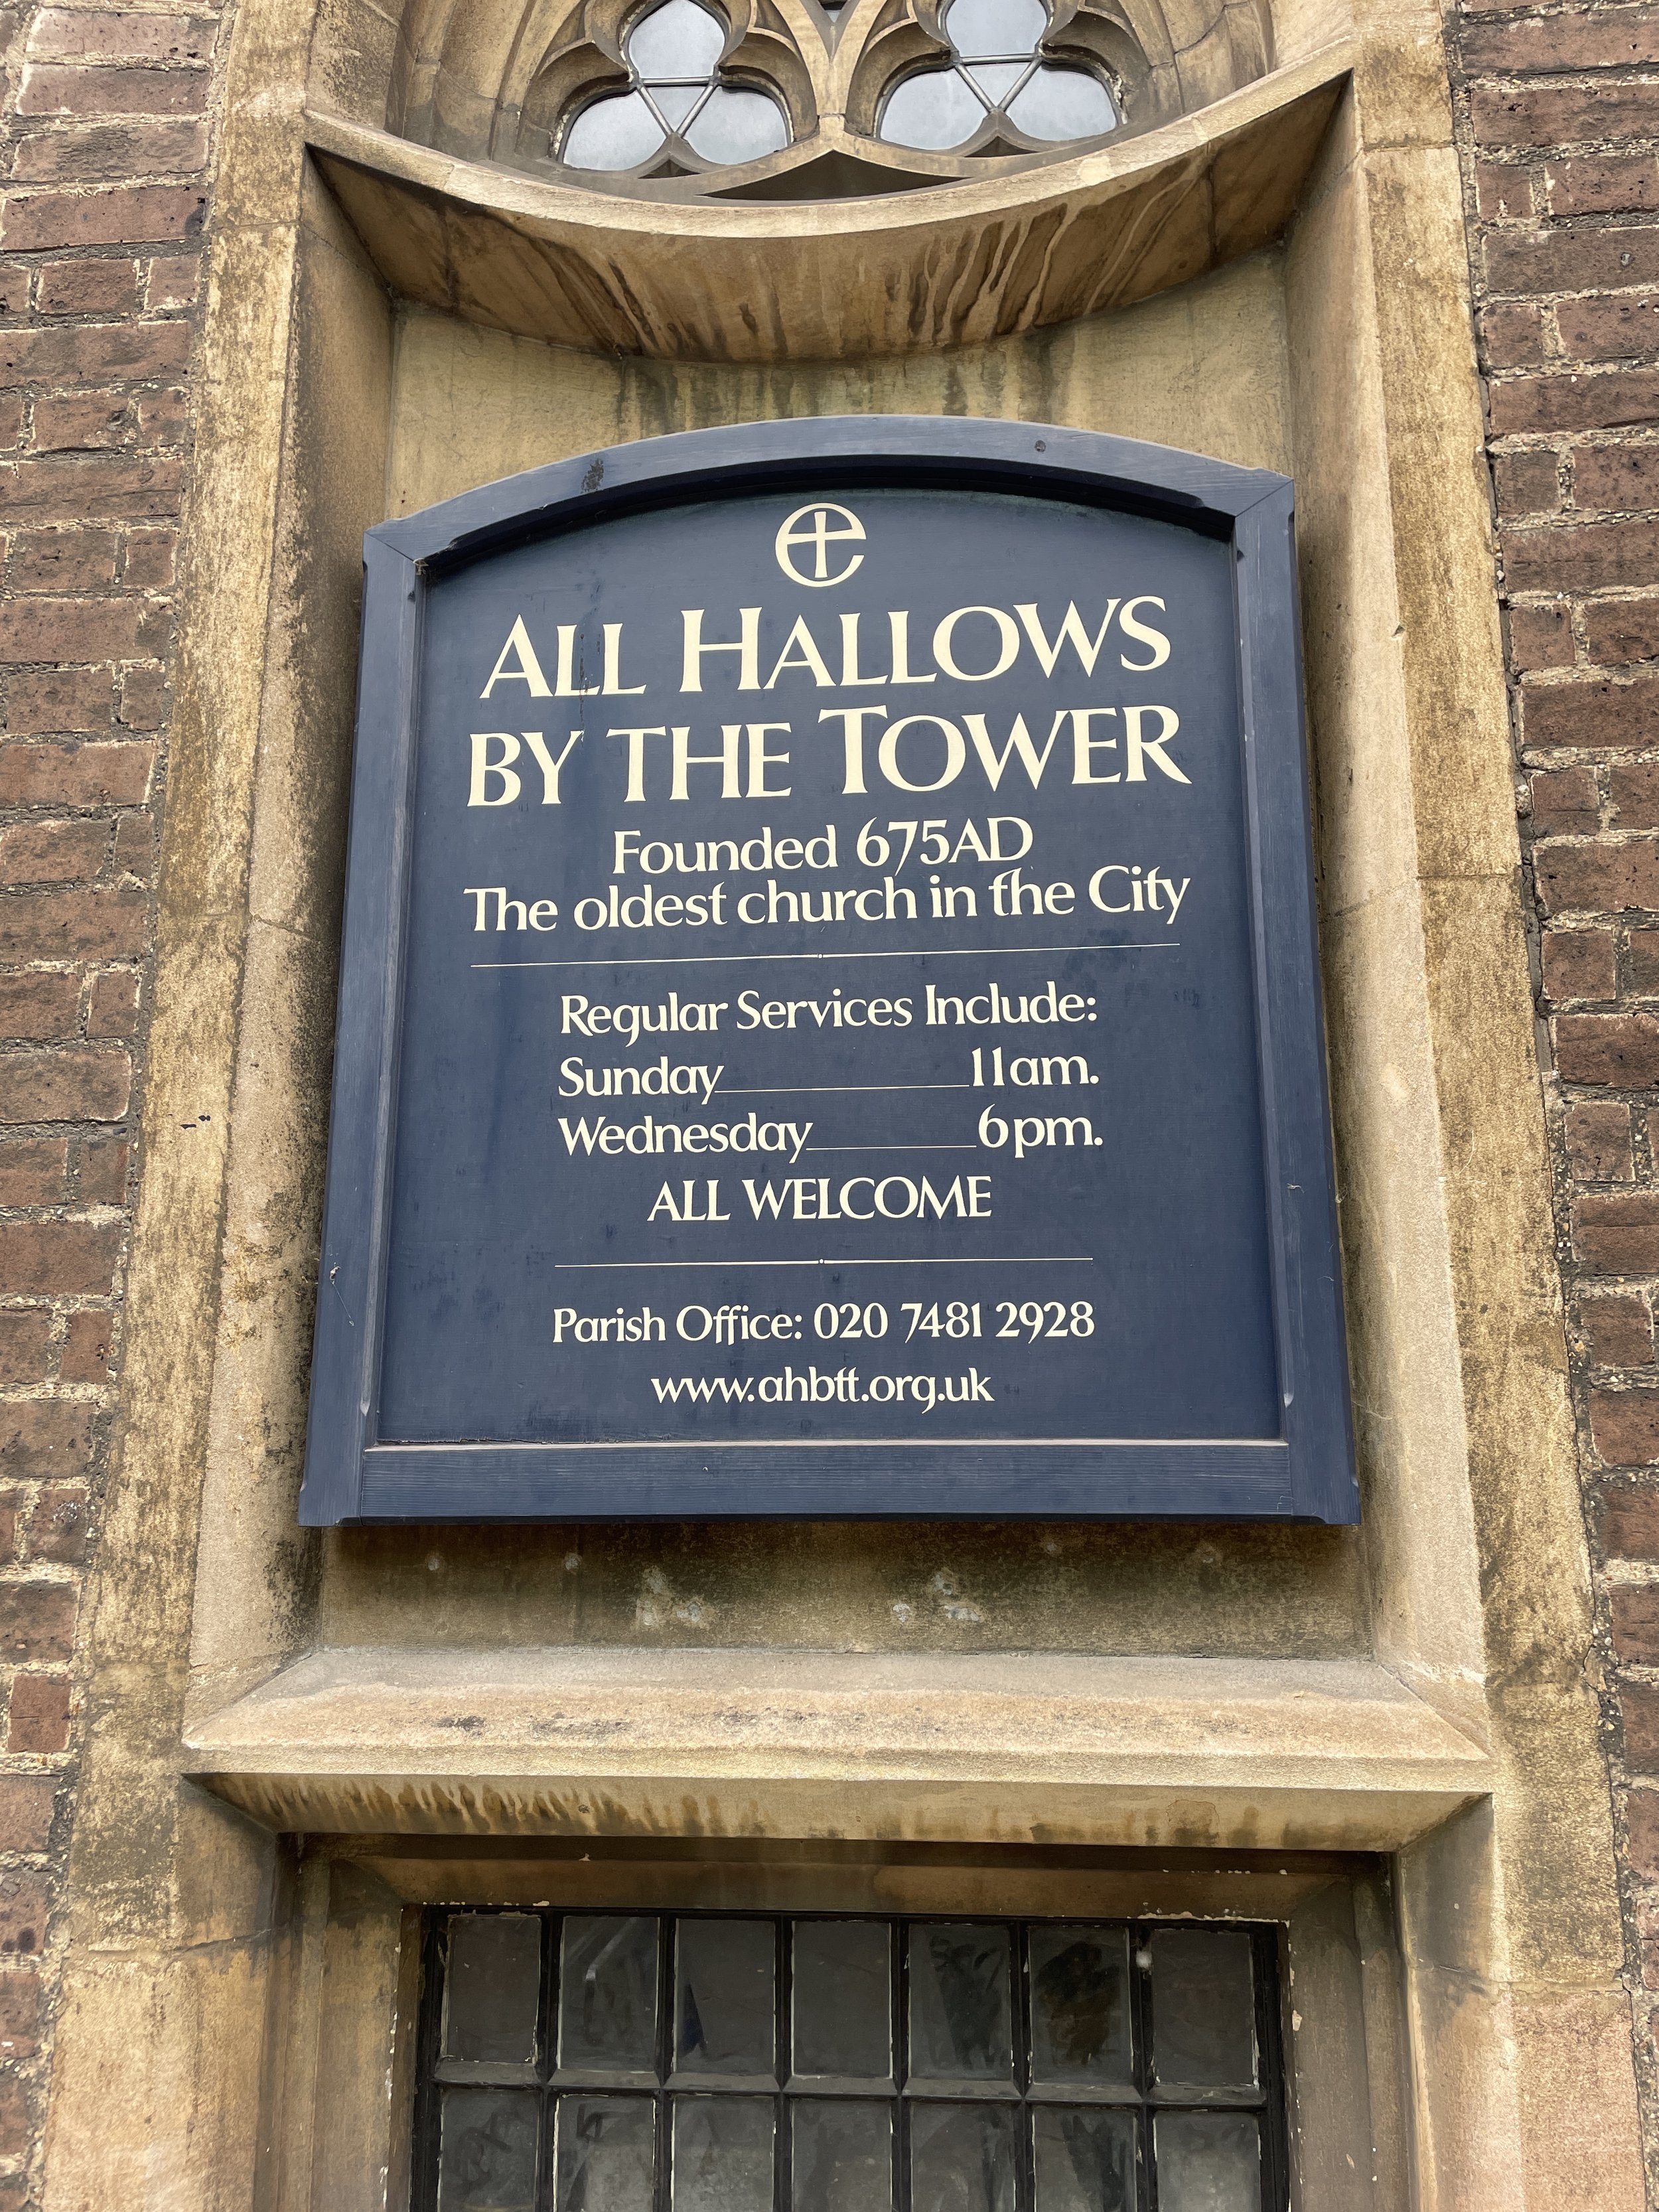 ALL HALLOWS
BY THE TOWER
Founded 675AD
The oldest church in the City
Regular Services Include:
Sunday 11am.
Wednesday 6pm.
ALL WELCOME
Parish Office: 020 7481 2928
www.ahbtt.org.uk